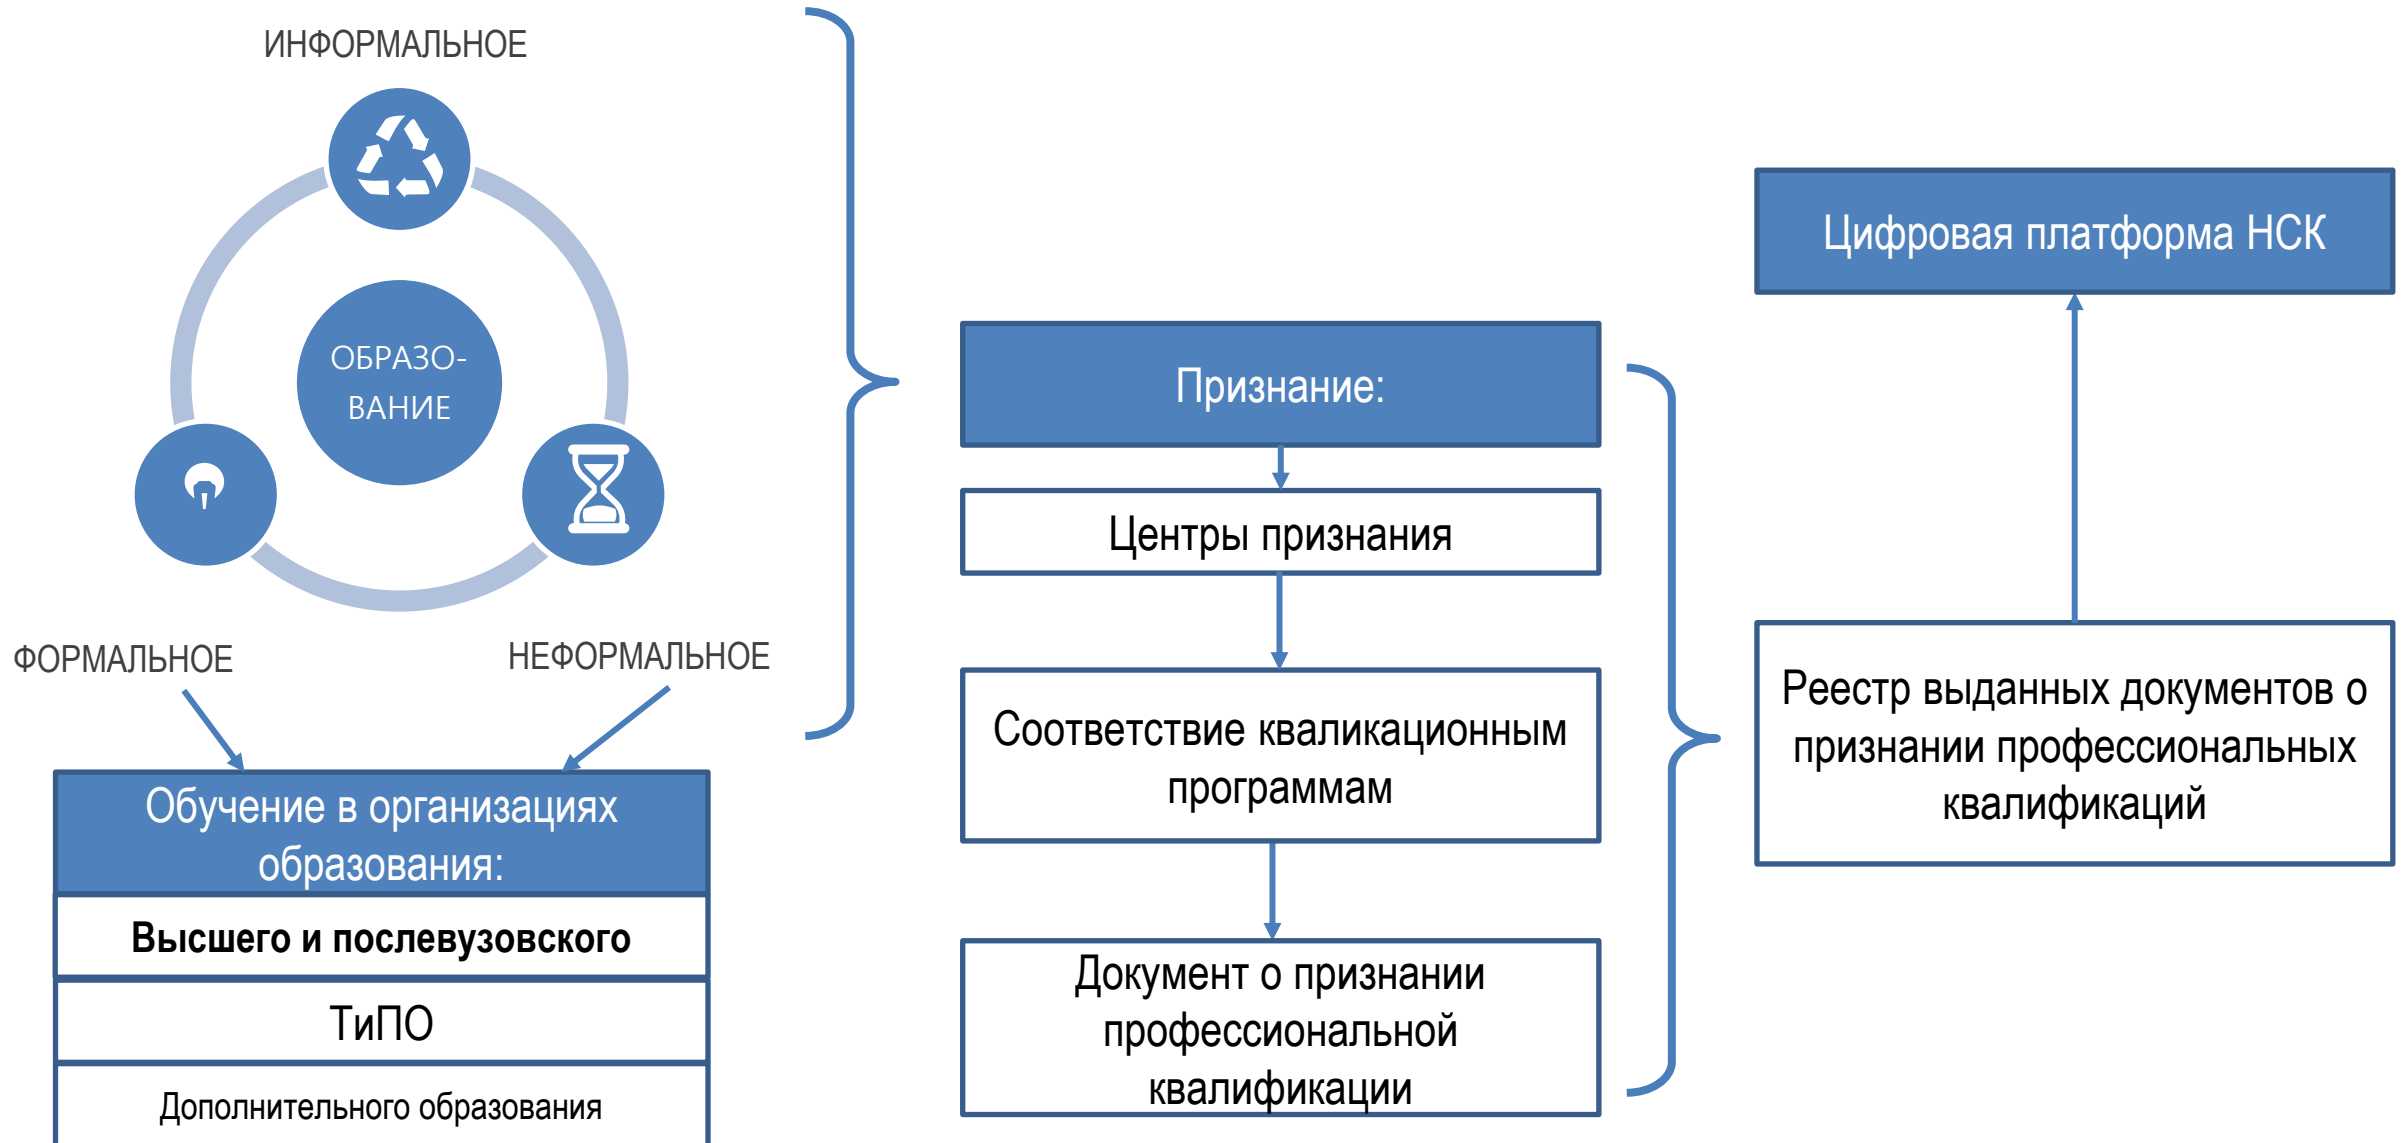 ИНФОРМАЛЬНОЕ
ОБРАЗО-
ВАНИЕ
ФОРМАЛЬНОЕ
НЕФОРМАЛЬНОЕ
Обучение в организациях
образования:
Высшего и послевузовского
ТиПО
Дополнительного образования
Признание:
Центры признания
Соответствие кваликационным
программам
Документ о признании
профессиональной
квалификации
Цифровая платформа НСК
Реестр выданных документов о
признании профессиональных
квалификаций